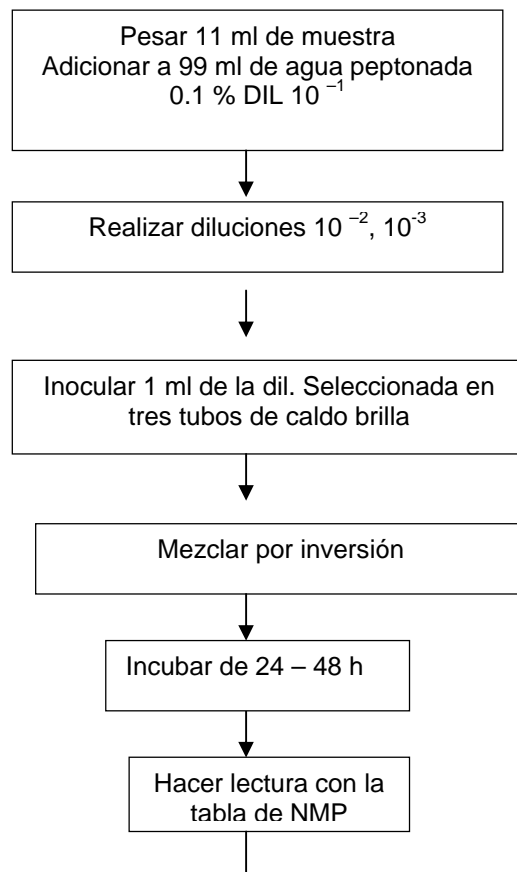 Pesar 11 ml de muestra
Adicionar a 99 ml de agua peptonada
0.1 % DIL 10 ⁻¹
Realizar diluciones 10 ⁻², 10⁻³
Inocular 1 ml de la dil. Seleccionada en
tres tubos de caldo brilla
Mezclar por inversión
Incubar de 24 – 48 h
Hacer lectura con la
tabla de NMP